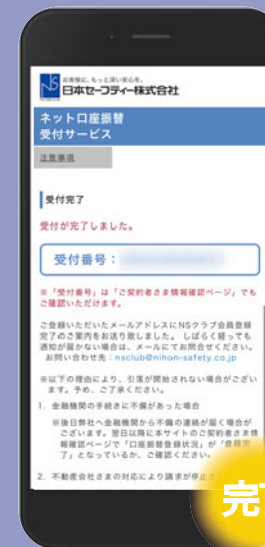 NS
お客様に、もっと深い安心を。
日本セーフティー株式会社
ネット口座振替
受付サービス
注意事項
受付完了
受付が完了しました。
受付番号：
※「受付番号」は「ご契約者さま情報確認ページ」でも
ご確認いただけます。
ご登録いただいたメールアドレスにNSクラブ会員登録
完了のご案内をお送り致しました。 しばらく経っても
通知が届かない場合は、メールにてお問合せください。
お問い合わせ先：nsclub@nihon-safety.co.jp
※以下の理由により、引落が開始されない場合がござい
ます。予め、ご了承ください。
1. 金融機関の手続きに不備があった場合
※後日弊社へ金融機関から不備の連絡が届く場合が
ございます。翌日以降に本サイトのご契約者さま情
報確認ページで「口座振替登録状況」が「登録完
了」となっているか、ご確認ください。
2. 不動産会社さまの対応により請求が停止
完